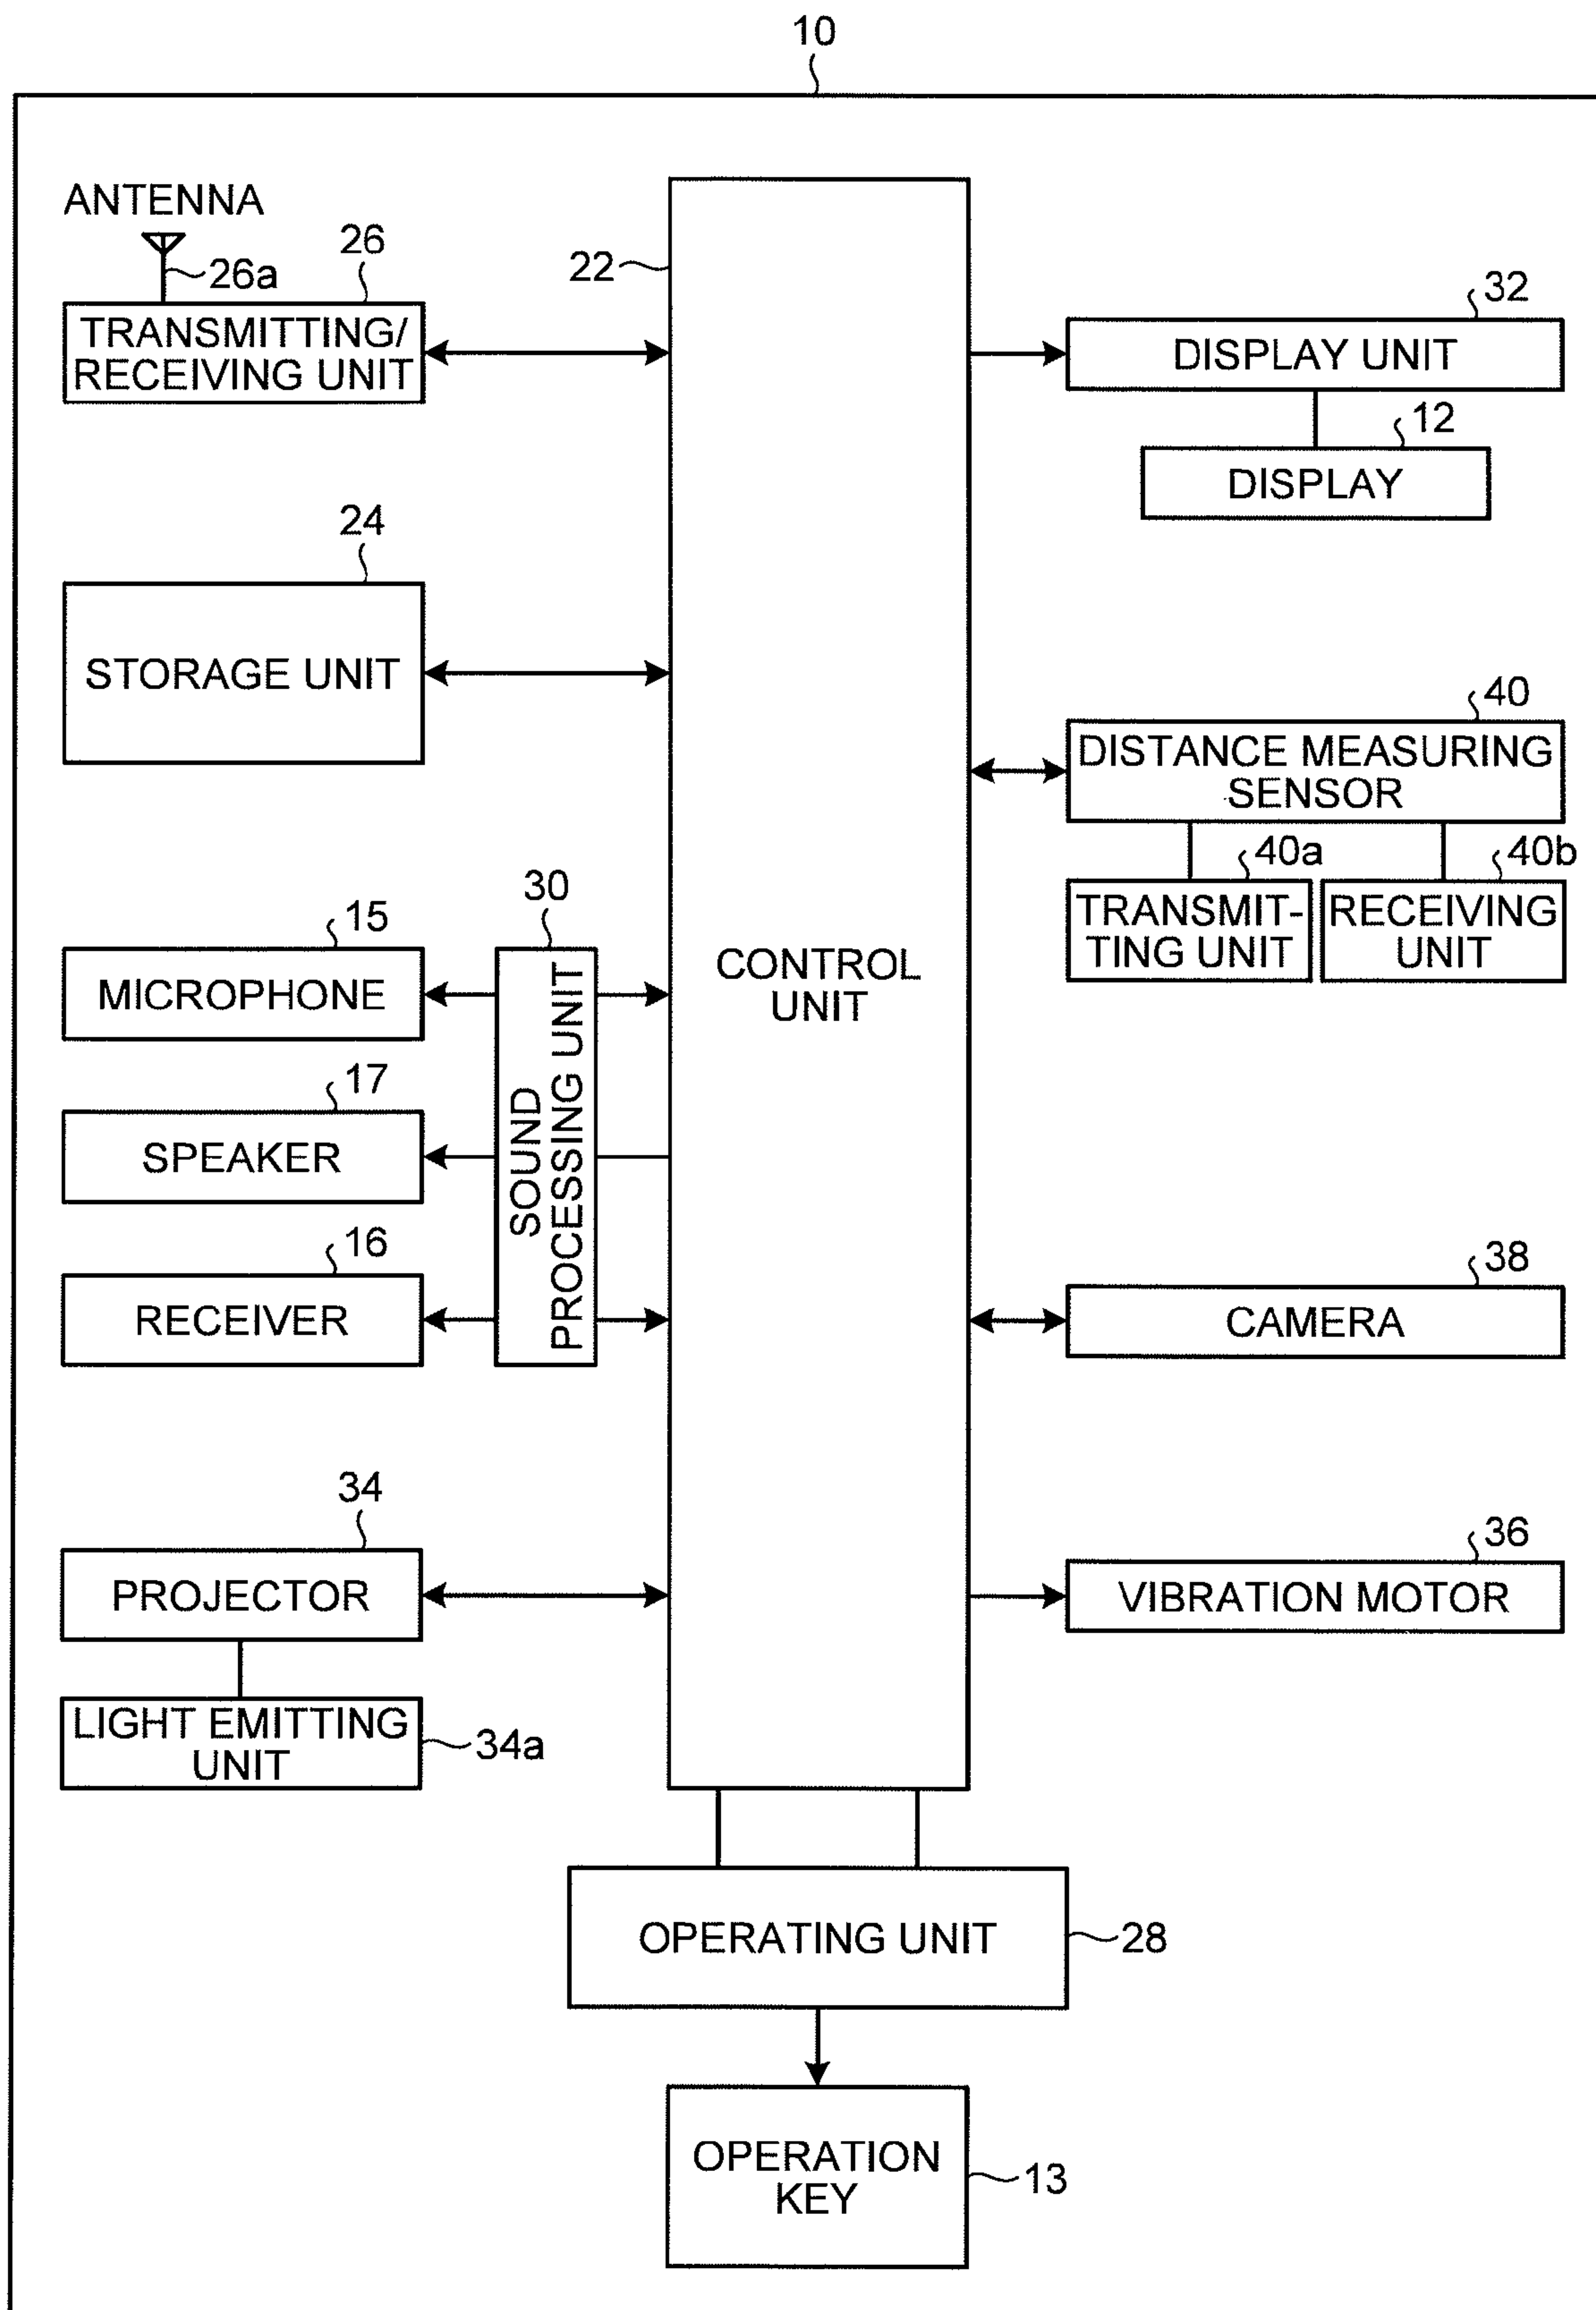 10
ANTENNA
26a
26
TRANSMITTING/
RECEIVING UNIT
24
STORAGE UNIT
15
MICROPHONE
17
SPEAKER
16
RECEIVER
30
SOUND
PROCESSING UNIT
34
PROJECTOR
LIGHT EMITTING
UNIT
34a
22
CONTROL
UNIT
32
DISPLAY UNIT
12
DISPLAY
40
DISTANCE MEASURING
SENSOR
40a
TRANSMIT-
TING UNIT
40b
RECEIVING
UNIT
38
CAMERA
36
VIBRATION MOTOR
OPERATING UNIT
28
OPERATION
KEY
13